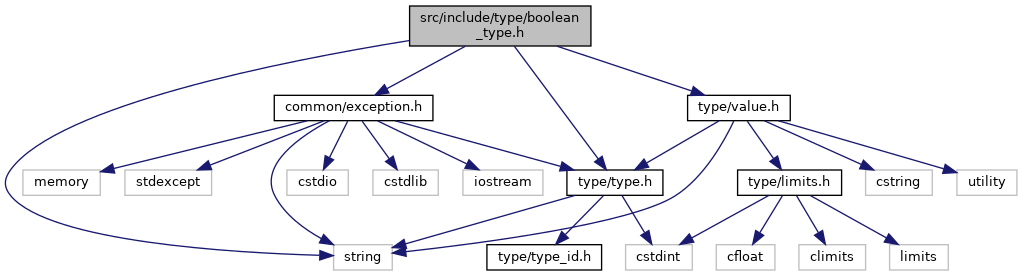 src/include/type/boolean
_type.h
common/exception.h
type/value.h
memory
stdexcept
cstdio
cstdlib
iostream
type/type.h
type/limits.h
cstring
utility
string
type/type_id.h
cstdint
cfloat
climits
limits